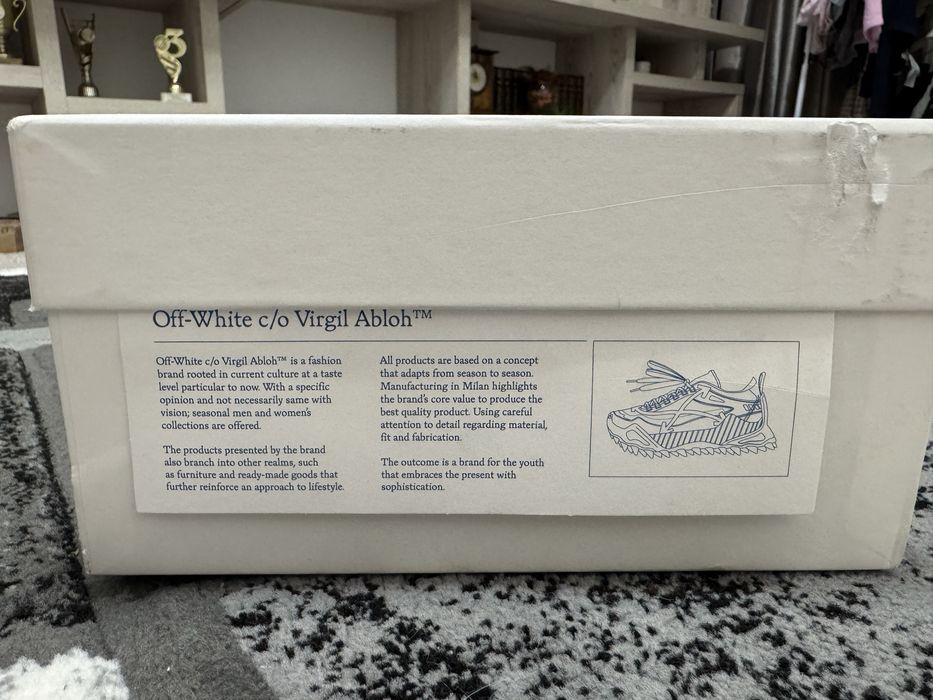 Off-White c/o Virgil Abloh™
Off-White c/o Virgil Abloh™ is a fashion
brand rooted in current culture at a taste
level particular to now. With a specific
opinion and not necessarily same with
vision; seasonal men and women's
collections are offered.
The products presented by the brand
also branch into other realms, such
as furniture and ready-made goods that
further reinforce an approach to lifestyle.
All products are based on a concept
that adapts from season to season.
Manufacturing in Milan highlights
the brand's core value to produce the
best quality product. Using careful
attention to detail regarding material,
fit and fabrication.
The outcome is a brand for the youth
that embraces the present with
sophistication.